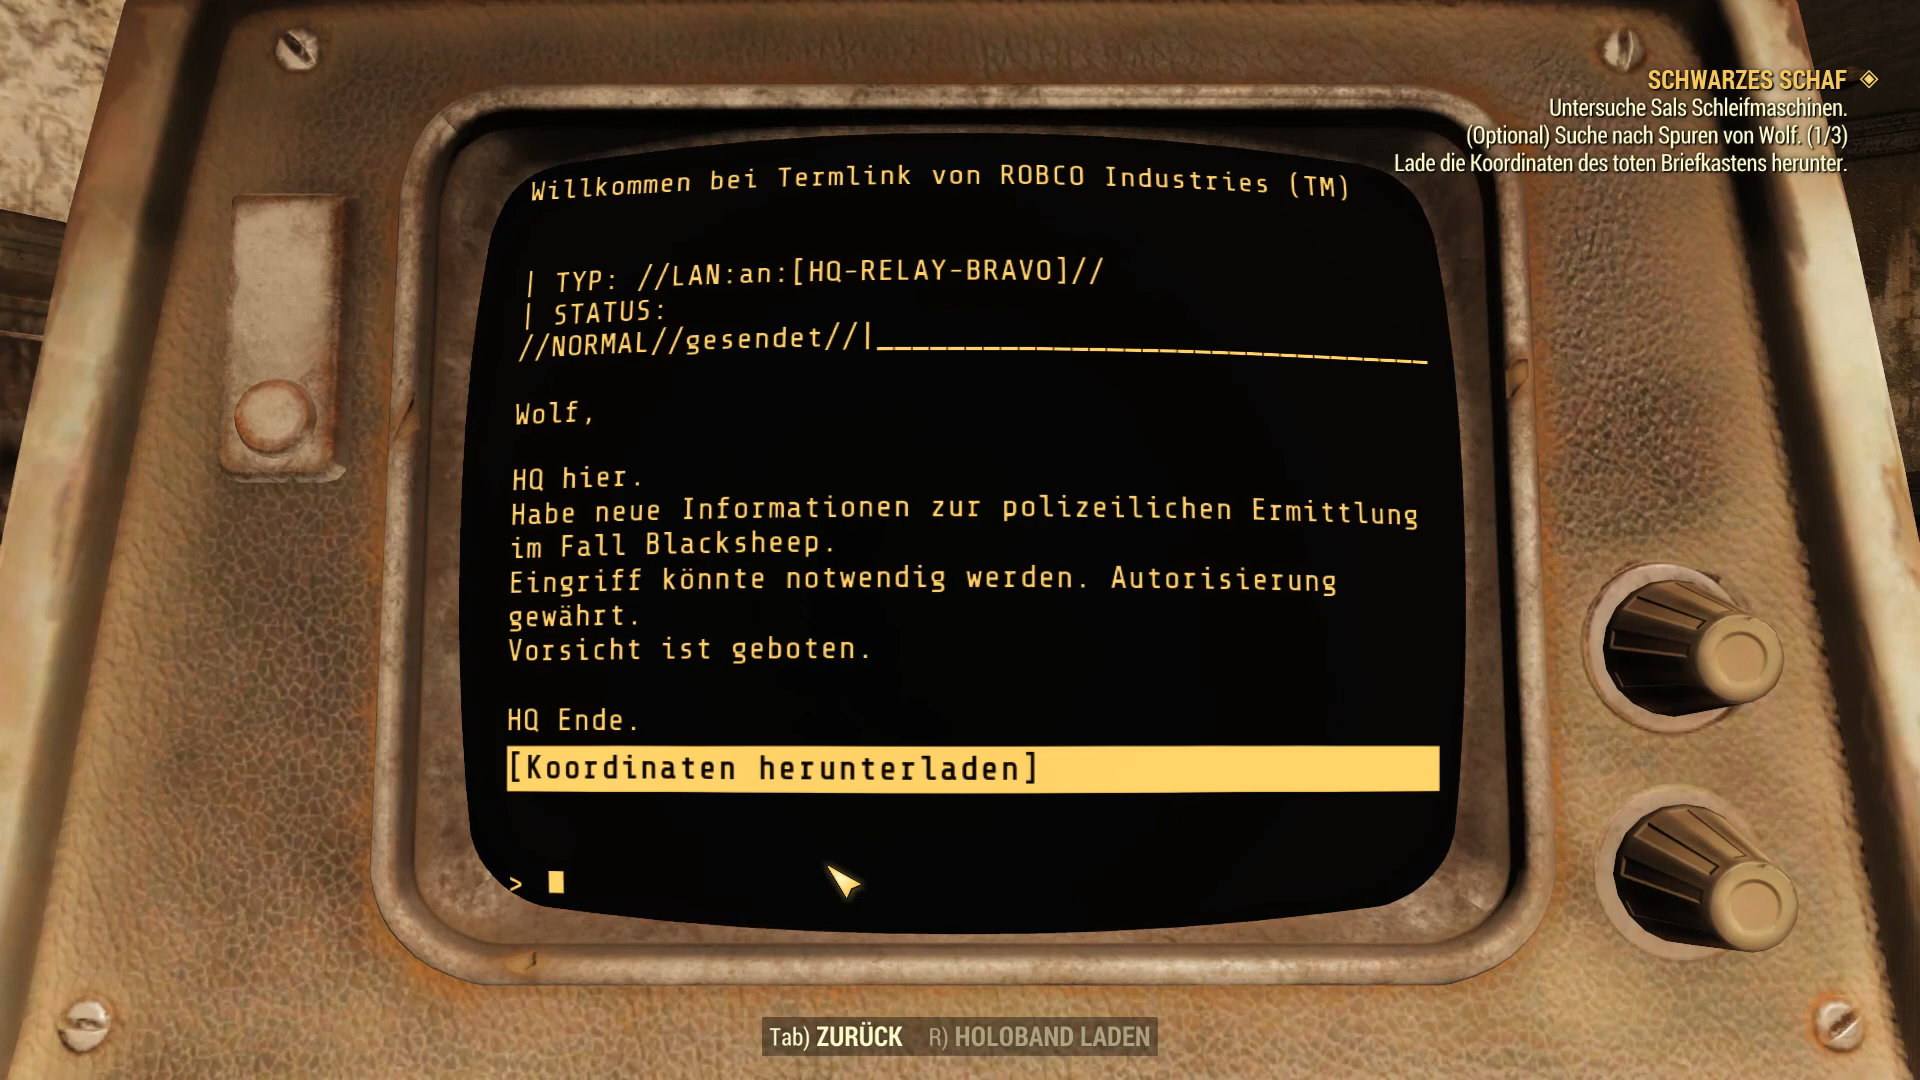 SCHWARZES SCHAF
Untersuche Sals Schleifmaschinen.
(Optional) Suche nach Spuren von Wolf. (1/3)
Lade die Koordinaten des toten Briefkastens herunter.
Willkommen bei Termlink von ROBCO Industries (TM)
| TYP: //LAN:an:[HQ-RELAY-BRAVO]//
| STATUS:
//NORMAL//gesendet//|_______________________________
Wolf,
HQ hier.
Habe neue Informationen zur polizeilichen Ermittlung
im Fall Blacksheep.
Eingriff könnte notwendig werden. Autorisierung
gewährt.
Vorsicht ist geboten.
HQ Ende.
[Koordinaten herunterladen]
>
Tab) ZURÜCK R) HOLOBAND LADEN